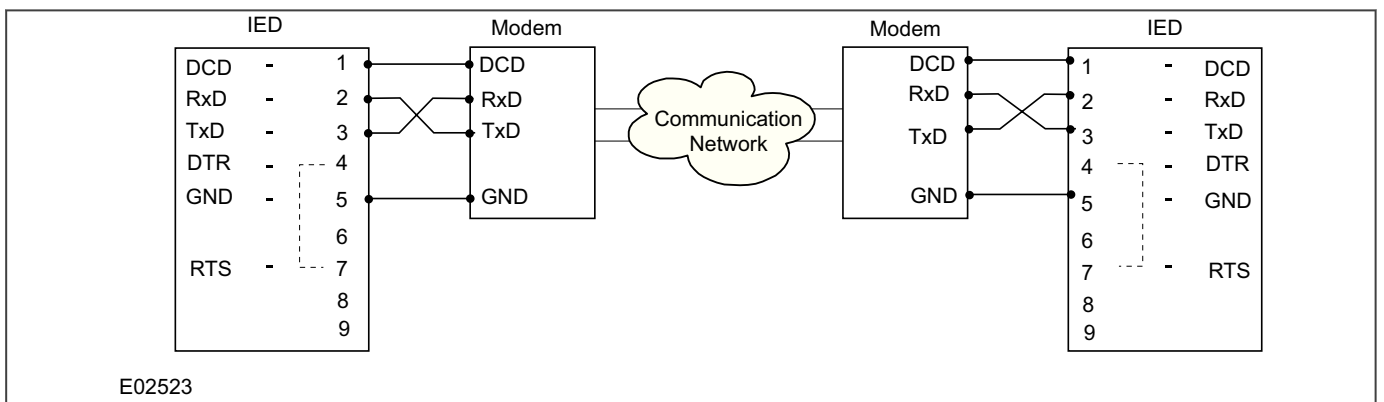 IED Modem Modem IED
DCD - 1 DCD DCD 1 - DCD
RxD - 2 RxD RxD 2 - RxD
TxD - 3 TxD TxD 3 - TxD
Communication
Network
DTR - 4 4 - DTR
GND - 5 GND GND 5 - GND
6 6
RTS - 7 7 - RTS
8 8
9 9
E02523